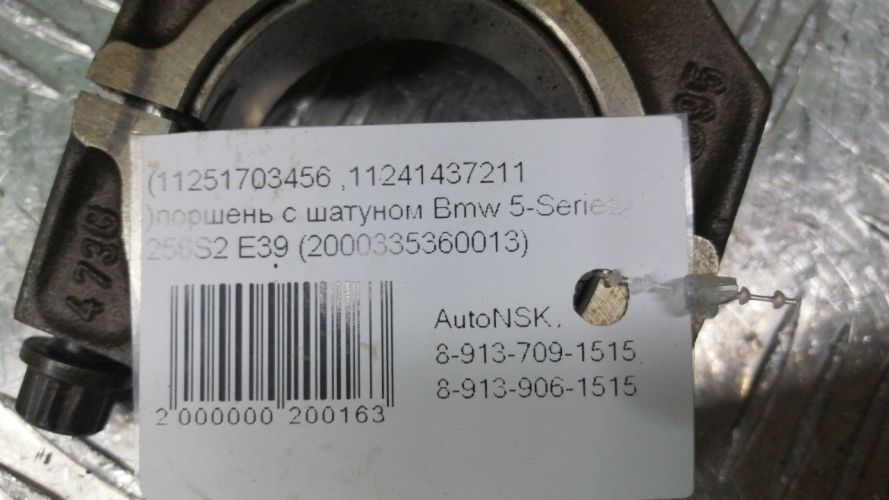 (11251703456 ,11241437211
)поршень с шатуном Bmw 5-Series
256S2 E39 (2000335360013)
AutoNSK,
8-913-709-1515,
8-913-906-1515
2 000000 200163